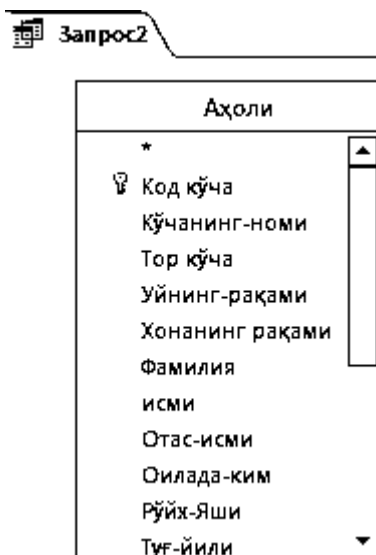 Запрос2
Аҳоли
*
Код кўча
Кўчанинг-номи
Тор кўча
Уйнинг-рақами
Хонанинг рақами
Фамилия
исми
Отас-исми
Оилада-ким
Рўйх-Яши
Туғ-йили